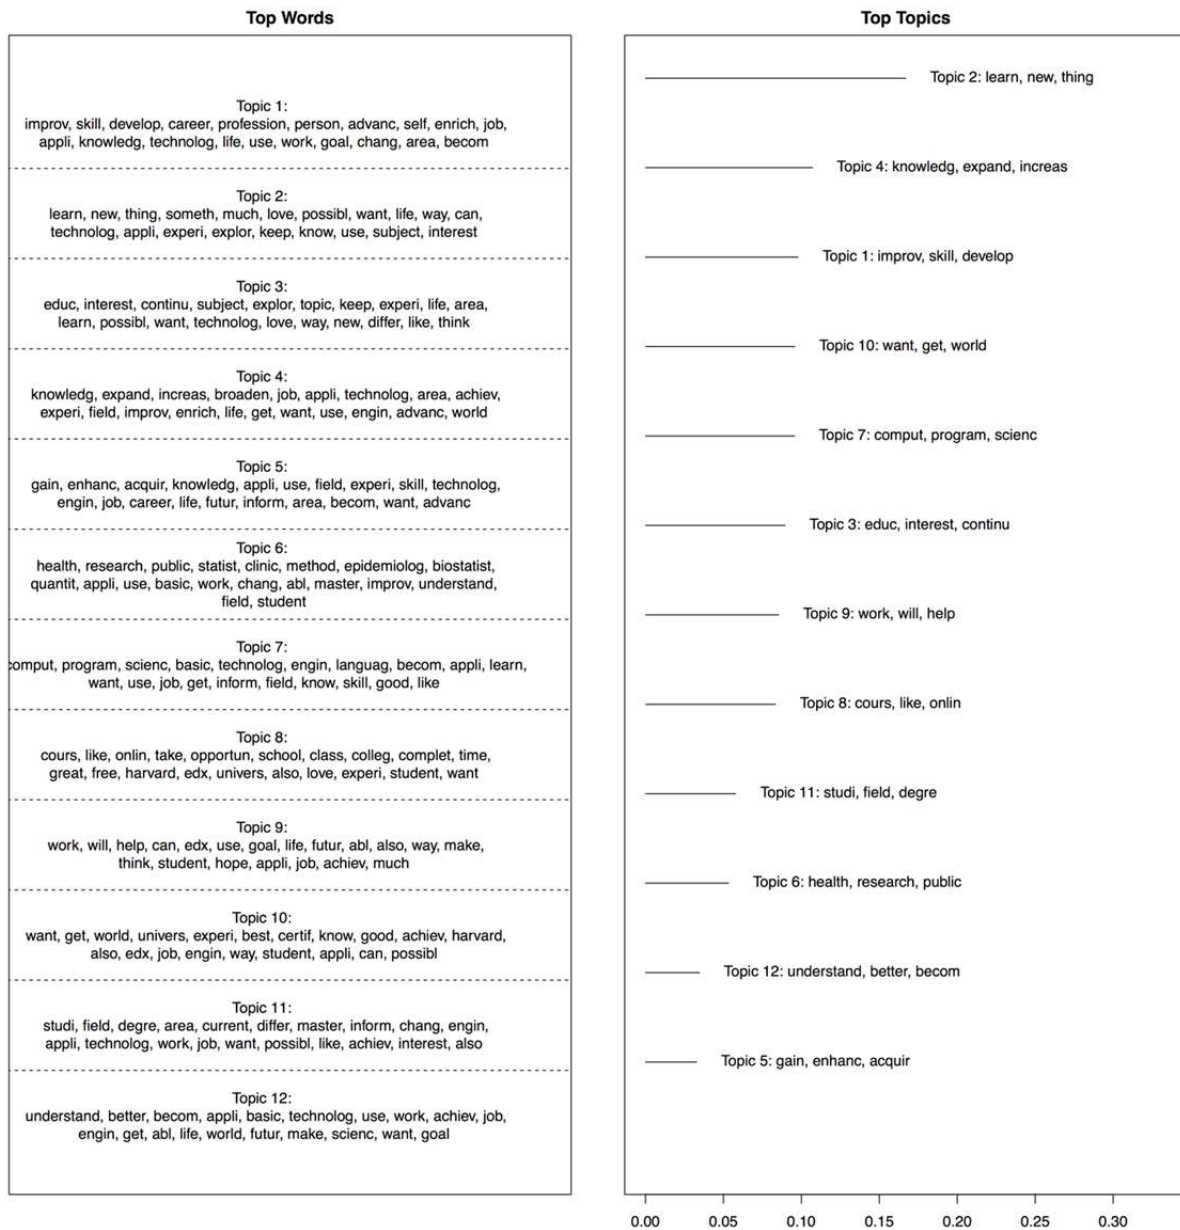 Top Words
Topic 1:
improv, skill, develop, career, profession, person, advanc, self, enrich, job,
appli, knowledg, technolog, life, use, work, goal, chang, area, becom
Topic 2:
learn, new, thing, someth, much, love, possibl, want, life, way, can,
technolog, appli, experi, explor, keep, know, use, subject, interest
Topic 3:
educ, interest, continu, subject, explor, topic, keep, experi, life, area,
learn, possibl, want, technolog, love, way, new, differ, like, think
Topic 4:
knowledg, expand, increas, broaden, job, appli, technolog, area, achiev,
experi, field, improv, enrich, life, get, want, use, engin, advanc, world
Topic 5:
gain, enhanc, acquir, knowledg, appli, use, field, experi, skill, technolog,
engin, job, career, life, futur, inform, area, becom, want, advanc
Topic 6:
health, research, public, statist, clinic, method, epidemiolog, biostatist,
quantit, appli, use, basic, work, chang, abl, master, improv, understand,
field, student
Topic 7:
comput, program, scienc, basic, technolog, engin, languag, becom, appli, learn,
want, use, job, get, inform, field, know, skill, good, like
Topic 8:
cours, like, onlin, take, opportun, school, class, colleg, complet, time,
great, free, harvard, edx, univers, also, love, experi, student, want
Topic 9:
work, will, help, can, edx, use, goal, life, futur, abl, also, way, make,
think, student, hope, appli, job, achiev, much
Topic 10:
want, get, world, univers, experi, best, certif, know, good, achiev, harvard,
also, edx, job, engin, way, student, appli, can, possibl
Topic 11:
studi, field, degre, area, current, differ, master, inform, chang, engin,
appli, technolog, work, job, want, possibl, like, achiev, interest, also
Topic 12:
understand, better, becom, appli, basic, technolog, use, work, achiev, job,
engin, get, abl, life, world, futur, make, scienc, want, goal
Top Topics
Topic 2: learn, new, thing
Topic 4: knowledg, expand, increas
Topic 1: improv, skill, develop
Topic 10: want, get, world
Topic 7: comput, program, scienc
Topic 3: educ, interest, continu
Topic 9: work, will, help
Topic 8: cours, like, onlin
Topic 11: studi, field, degre
Topic 6: health, research, public
Topic 12: understand, better, becom
Topic 5: gain, enhanc, acquir
0.00 0.05 0.10 0.15 0.20 0.25 0.30